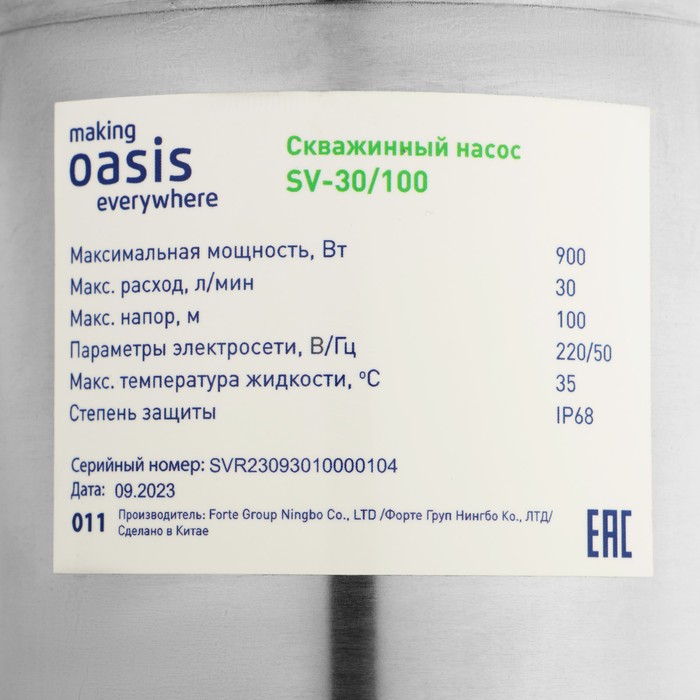 making
oasis
everywhere
Скважинный насос
SV-30/100
Максимальная мощность, Вт 900
Макс. расход, л/мин 30
Макс. напор, м 100
Параметры электросети, В/Гц 220/50
Макс. температура жидкости, °C 35
Степень защиты IP68
Серийный номер: SVR23093010000104
Дата: 09.2023
011 Производитель: Forte Group Ningbo Co., LTD /Форте Груп Нингбо Ко., ЛТД/
Сделано в Китае
EAC